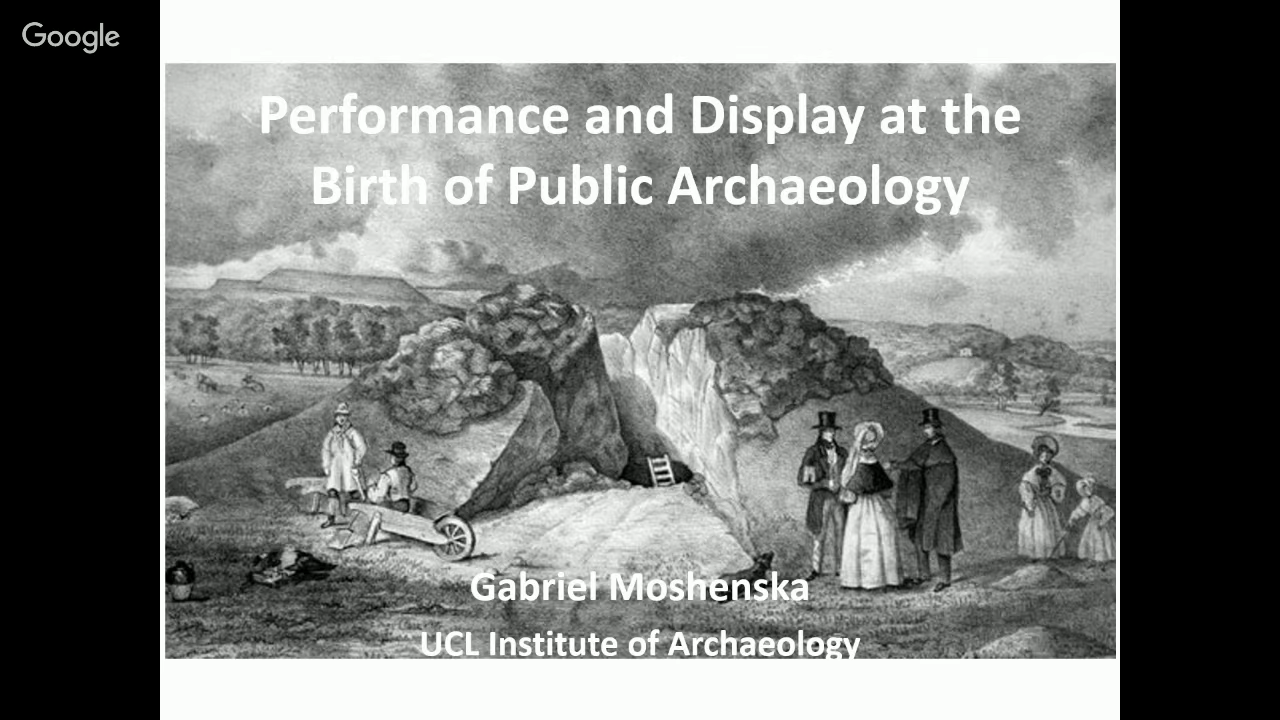 Google
Performance and Display at the
Birth of Public Archaeology
Gabriel Moshenska
UCL Institute of Archaeology